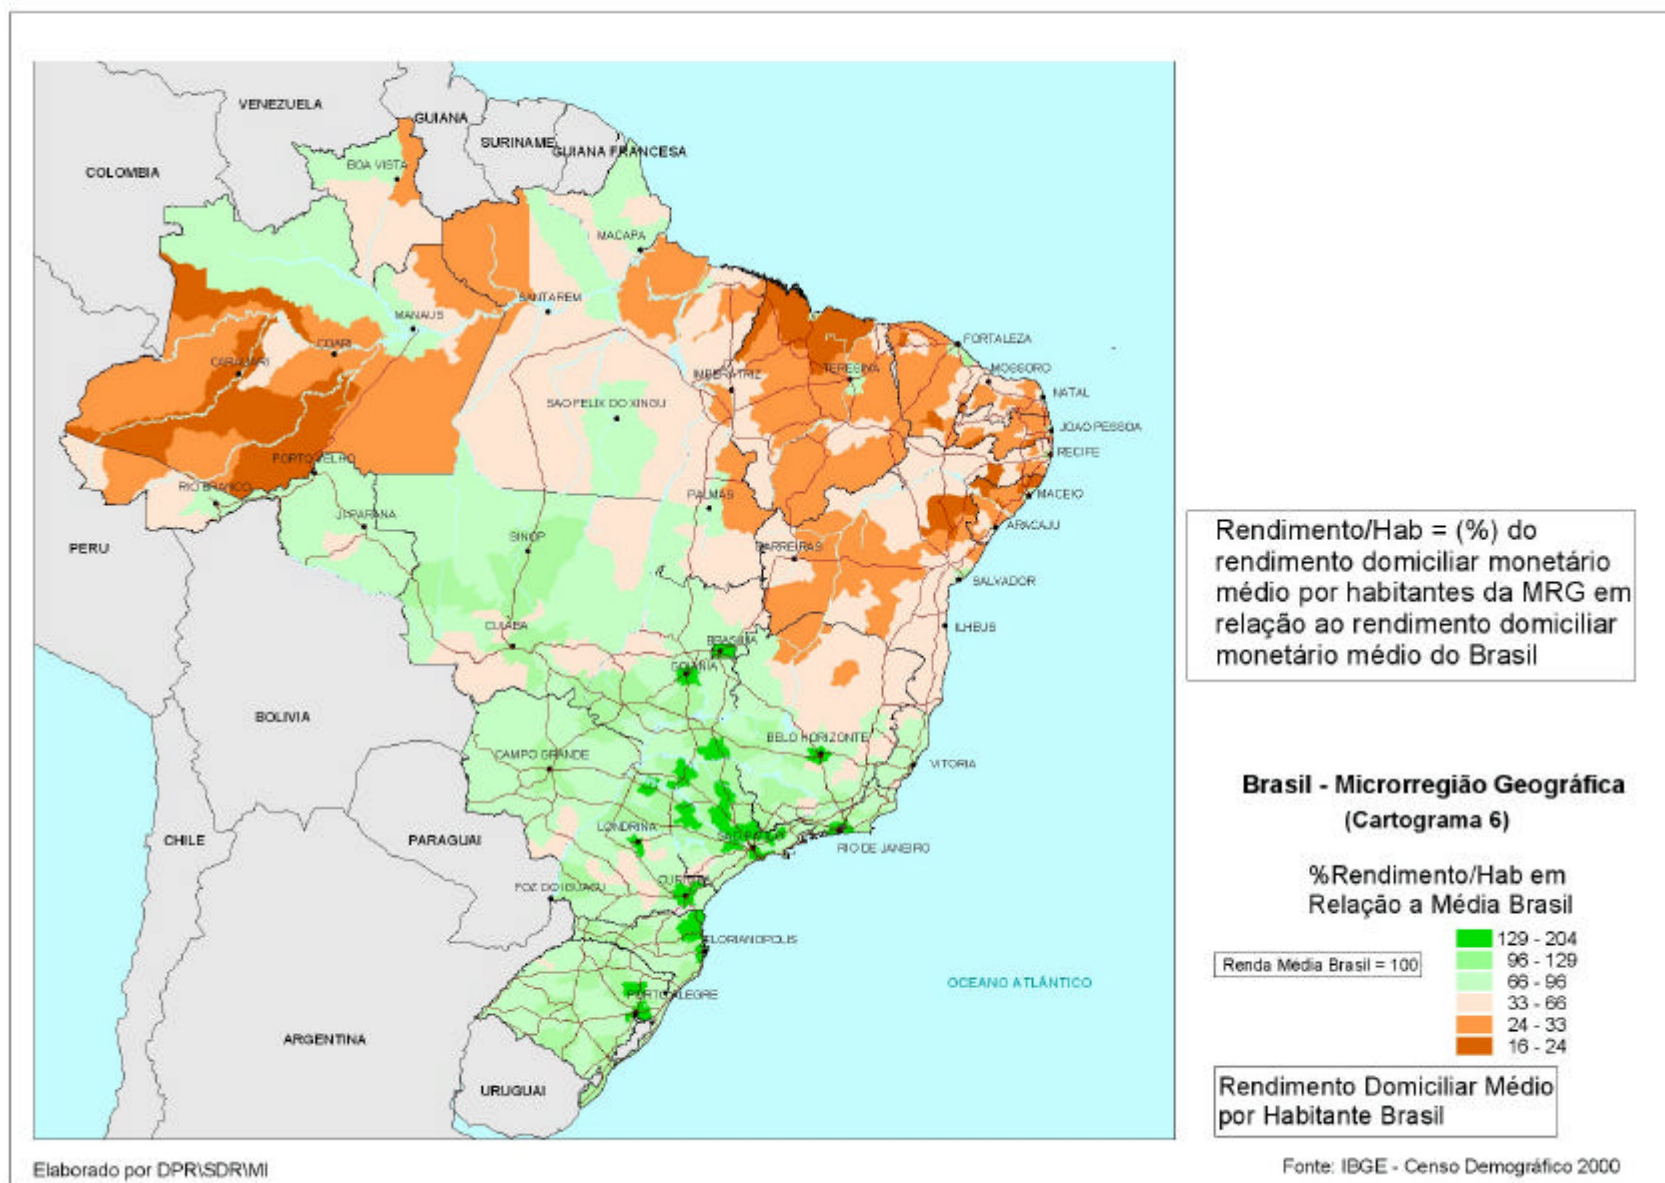 VENEZUELA
GUIANA
SURINAME
GUIANA FRANCESA
COLOMBIA
BOA VISTA
MACAPA
SANTAREM
MANAUS
COARI
CARAUARI
FORTALEZA
MOSSORO
IMPERATRIZ
TERESINA
NATAL
SAO FELIX DO XINGU
JOAO PESSOA
RECIFE
PORTO VELHO
RIO BRANCO
PALMAS
MACEIO
JI-PARANA
ARACAJU
PERU
SINOP
BARREIRAS
SALVADOR
CUIABA
ILHEUS
BRASILIA
GOIANIA
BOLIVIA
BELO HORIZONTE
CAMPO GRANDE
VITORIA
LONDRINA
SAO PAULO
CHILE
PARAGUAI
RIO DE JANEIRO
CURITIBA
FOZ DO IGUACU
FLORIANOPOLIS
PORTO ALEGRE
OCEANO ATLÂNTICO
ARGENTINA
URUGUAI
Rendimento/Hab = (%) do
rendimento domiciliar monetário
médio por habitantes da MRG em
relação ao rendimento domiciliar
monetário médio do Brasil
Brasil - Microrregião Geográfica
(Cartograma 6)
%Rendimento/Hab em
Relação a Média Brasil
Renda Média Brasil = 100
129 - 204
96 - 129
66 - 96
33 - 66
24 - 33
16 - 24
Rendimento Domiciliar Médio
por Habitante Brasil
Elaborado por DPR\SDR\MI
Fonte: IBGE - Censo Demográfico 2000